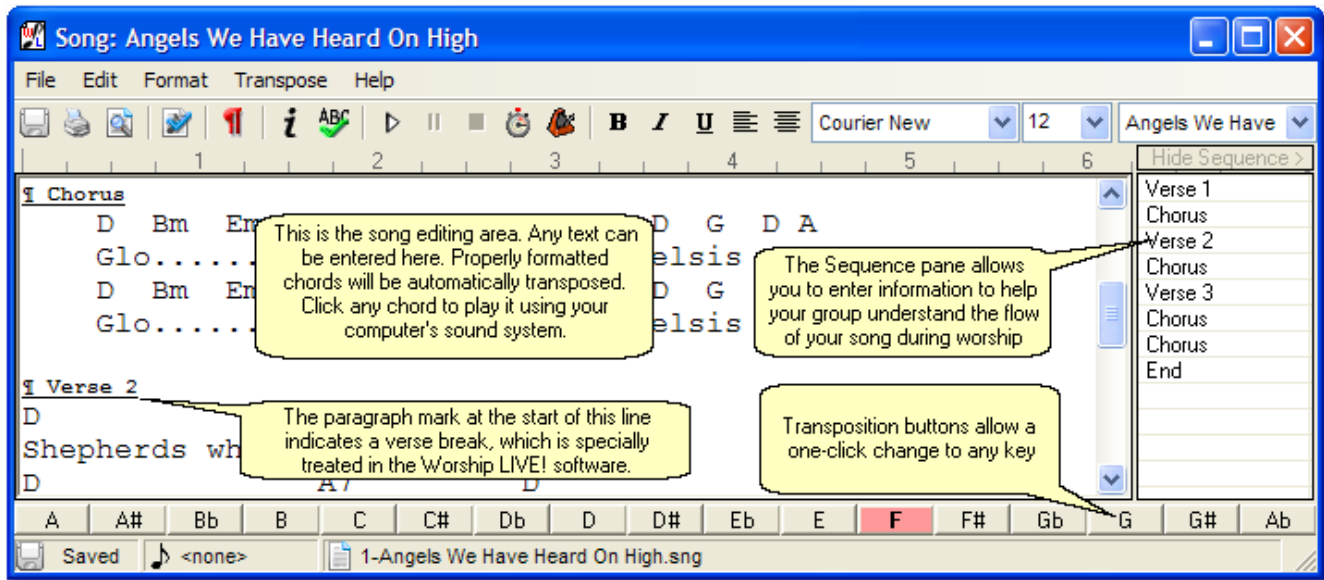 Song: Angels We Have Heard On High
File Edit Format Transpose Help
ABC B I U Courier New 12 Angels We Have
1 2 3 4 5 6 Hide Sequence >
¶ Chorus
D Bm Em D G D A
Glo....... elsis
D Bm Em D G
Glo....... elsis
This is the song editing area. Any text can
be entered here. Properly formatted
chords will be automatically transposed.
Click any chord to play it using your
computer's sound system.
The Sequence pane allows
you to enter information to help
your group understand the flow
of your song during worship
Verse 1
Chorus
Verse 2
Chorus
Verse 3
Chorus
Chorus
End
¶ Verse 2
D
Shepherds wh
D A7 D
The paragraph mark at the start of this line
indicates a verse break, which is specially
treated in the Worship LIVE! software.
Transposition buttons allow a
one-click change to any key
A A# Bb B C C# Db D D# Eb E F F# Gb G G# Ab
Saved <none> 1-Angels We Have Heard On High.sng